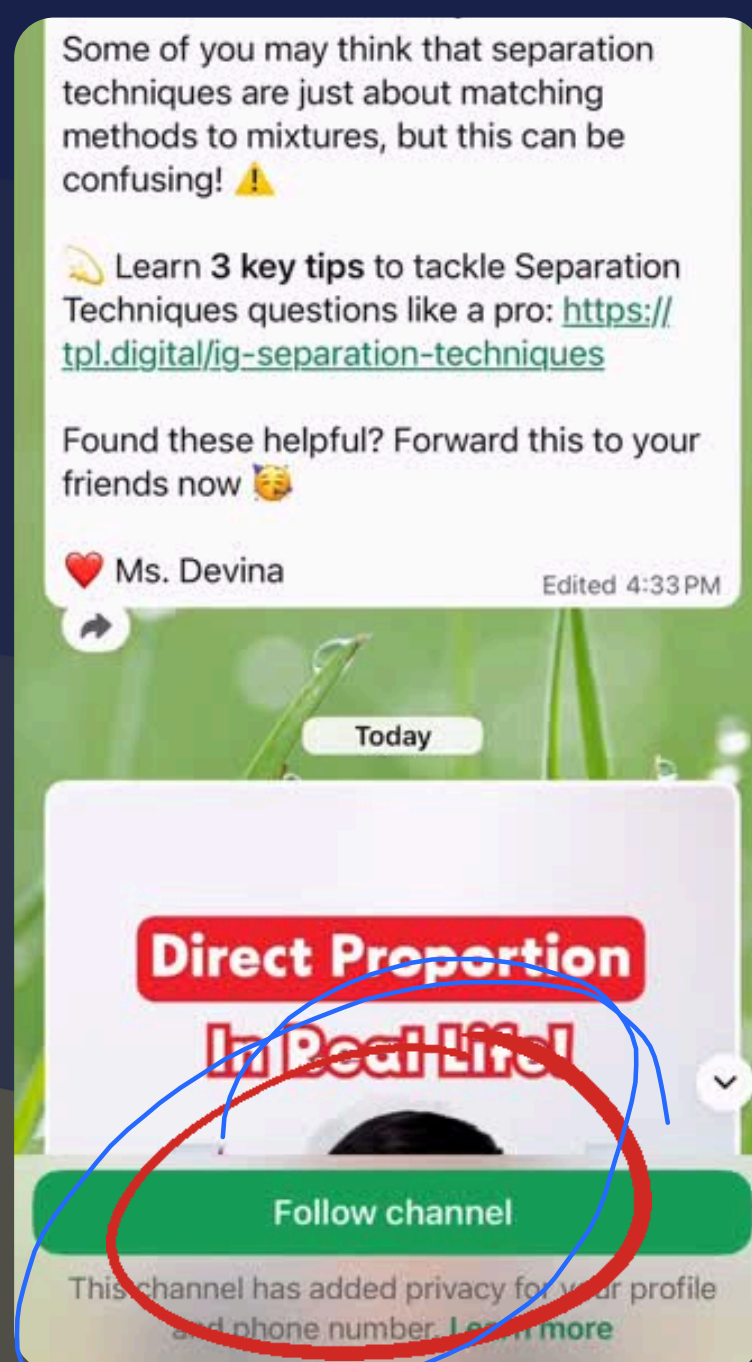 Some of you may think that separation
techniques are just about matching
methods to mixtures, but this can be
confusing! ⚠️
💫 Learn 3 key tips to tackle Separation
Techniques questions like a pro: https://
tpl.digital/ig-separation-techniques
Found these helpful? Forward this to your
friends now 🥳
❤️ Ms. Devina
Edited 4:33 PM
Today
Direct Proportion
In Real Life!
Follow channel
This channel has added privacy for your profile
and phone number. Learn more